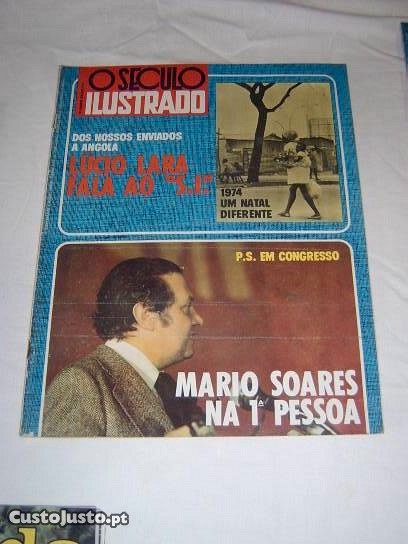 O SECULO
ILUSTRADO
DOS NOSSOS ENVIADOS
A ANGOLA
LÚCIO LARA
FALA AO "S.I."
1974
UM NATAL
DIFERENTE
P.S. EM CONGRESSO
MARIO SOARES
NA 1ª PESSOA
CustoJusto.pt